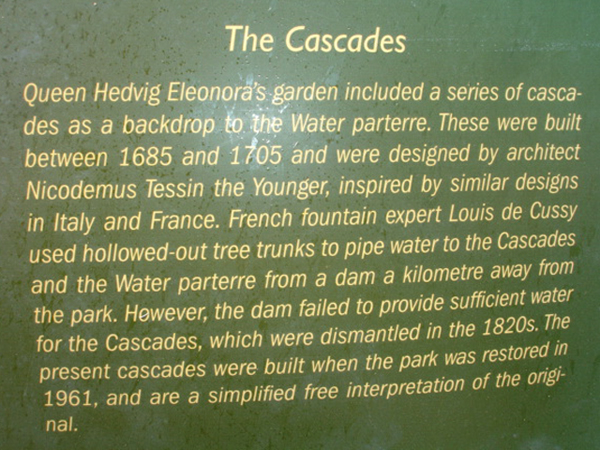 The Cascades
Queen Hedvig Eleonora's garden included a series of casca-
des as a backdrop to the Water parterre. These were built
between 1685 and 1705 and were designed by architect
Nicodemus Tessin the Younger, inspired by similar designs
in Italy and France. French fountain expert Louis de Cussy
used hollowed-out tree trunks to pipe water to the Cascades
and the Water parterre from a dam a kilometre away from
the park. However, the dam failed to provide sufficient water
for the Cascades, which were dismantled in the 1820s. The
present cascades were built when the park was restored in
1961, and are a simplified free interpretation of the origi-
nal.